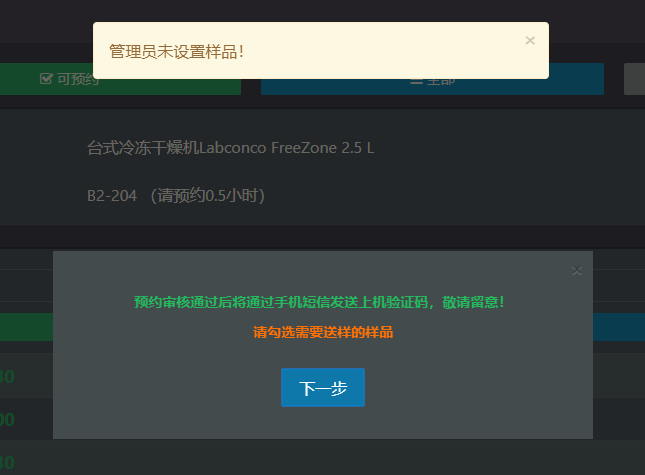 管理员未设置样品！
可预约
全部
台式冷冻干燥机Labconco FreeZone 2.5 L
B2-204 （请预约0.5小时）
预约审核通过后将通过手机短信发送上机验证码，敬请留意！
请勾选需要送样的样品
下一步